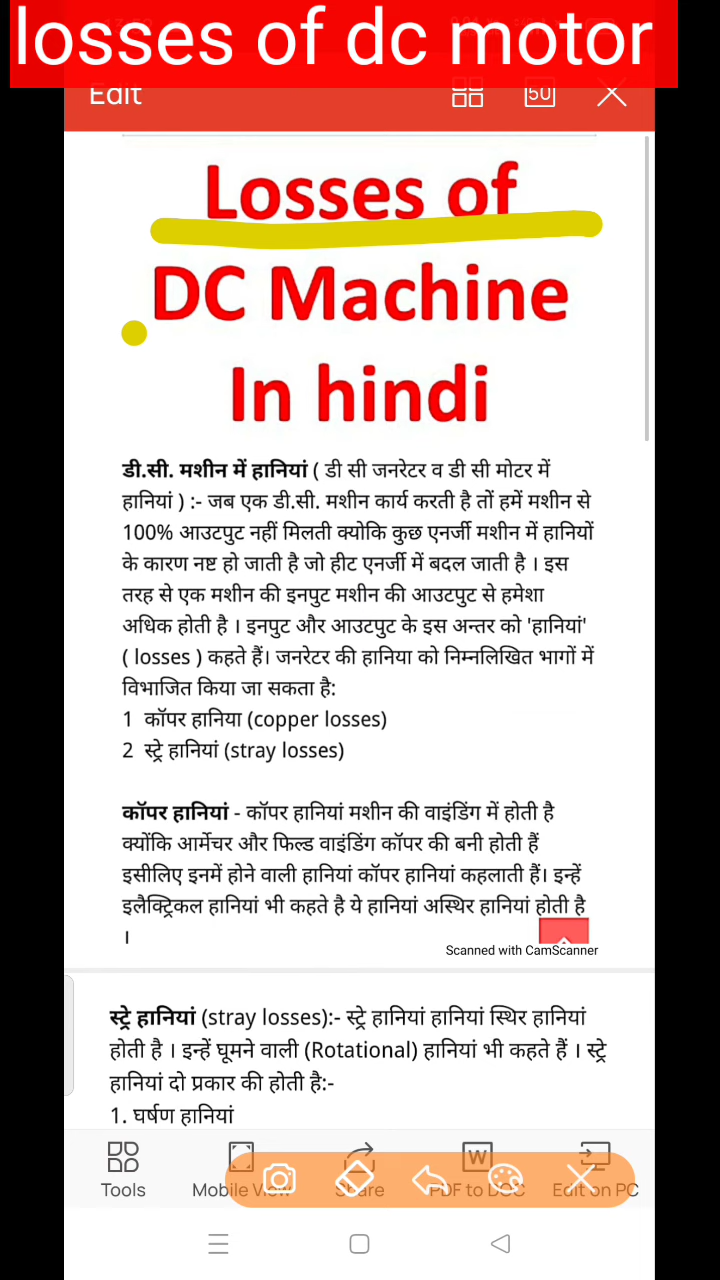 losses of dc motor
Edit
50
Losses of
DC Machine
In hindi
डी.सी. मशीन में हानियां ( डी सी जनरेटर व डी सी मोटर में
हानियां ) :- जब एक डी.सी. मशीन कार्य करती है तों हमें मशीन से
100% आउटपुट नहीं मिलती क्योकि कुछ एनर्जी मशीन में हानियों
के कारण नष्ट हो जाती है जो हीट एनर्जी में बदल जाती है । इस
तरह से एक मशीन की इनपुट मशीन की आउटपुट से हमेशा
अधिक होती है । इनपुट और आउटपुट के इस अन्तर को 'हानियां'
( losses ) कहते हैं। जनरेटर की हानिया को निम्नलिखित भागों में
विभाजित किया जा सकता है:
1 कॉपर हानिया (copper losses)
2 स्ट्रे हानियां (stray losses)
कॉपर हानियां - कॉपर हानियां मशीन की वाइंडिंग में होती है
क्योंकि आर्मेचर और फिल्ड वाइंडिंग कॉपर की बनी होती हैं
इसीलिए इनमें होने वाली हानियां कॉपर हानियां कहलाती हैं। इन्हें
इलैक्ट्रिकल हानियां भी कहते है ये हानियां अस्थिर हानियां होती है
।
Scanned with CamScanner
स्ट्रे हानियां (stray losses):- स्ट्रे हानियां हानियां स्थिर हानियां
होती है । इन्हें घूमने वाली (Rotational) हानियां भी कहते हैं । स्ट्रे
हानियां दो प्रकार की होती है:-
1. घर्षण हानियां
Tools Mobile View Share PDF to DOC Edit on PC